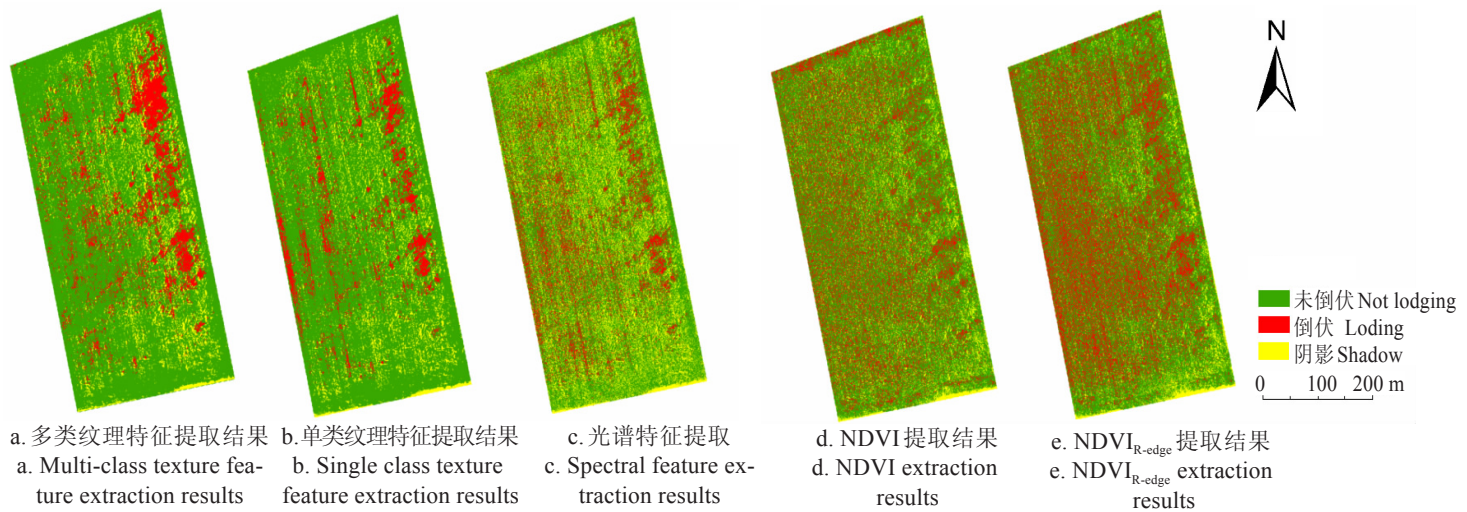 N
未倒伏 Not lodging
倒伏 Loding
阴影 Shadow
0 100 200 m
a. 多类纹理特征提取结果
a. Multi-class texture fea-
ture extraction results
b. 单类纹理特征提取结果
b. Single class texture
feature extraction results
c. 光谱特征提取
c. Spectral feature ex-
traction results
d. NDVI 提取结果
d. NDVI extraction
results
e. NDVI_R-edge 提取结果
e. NDVI_R-edge extraction
results